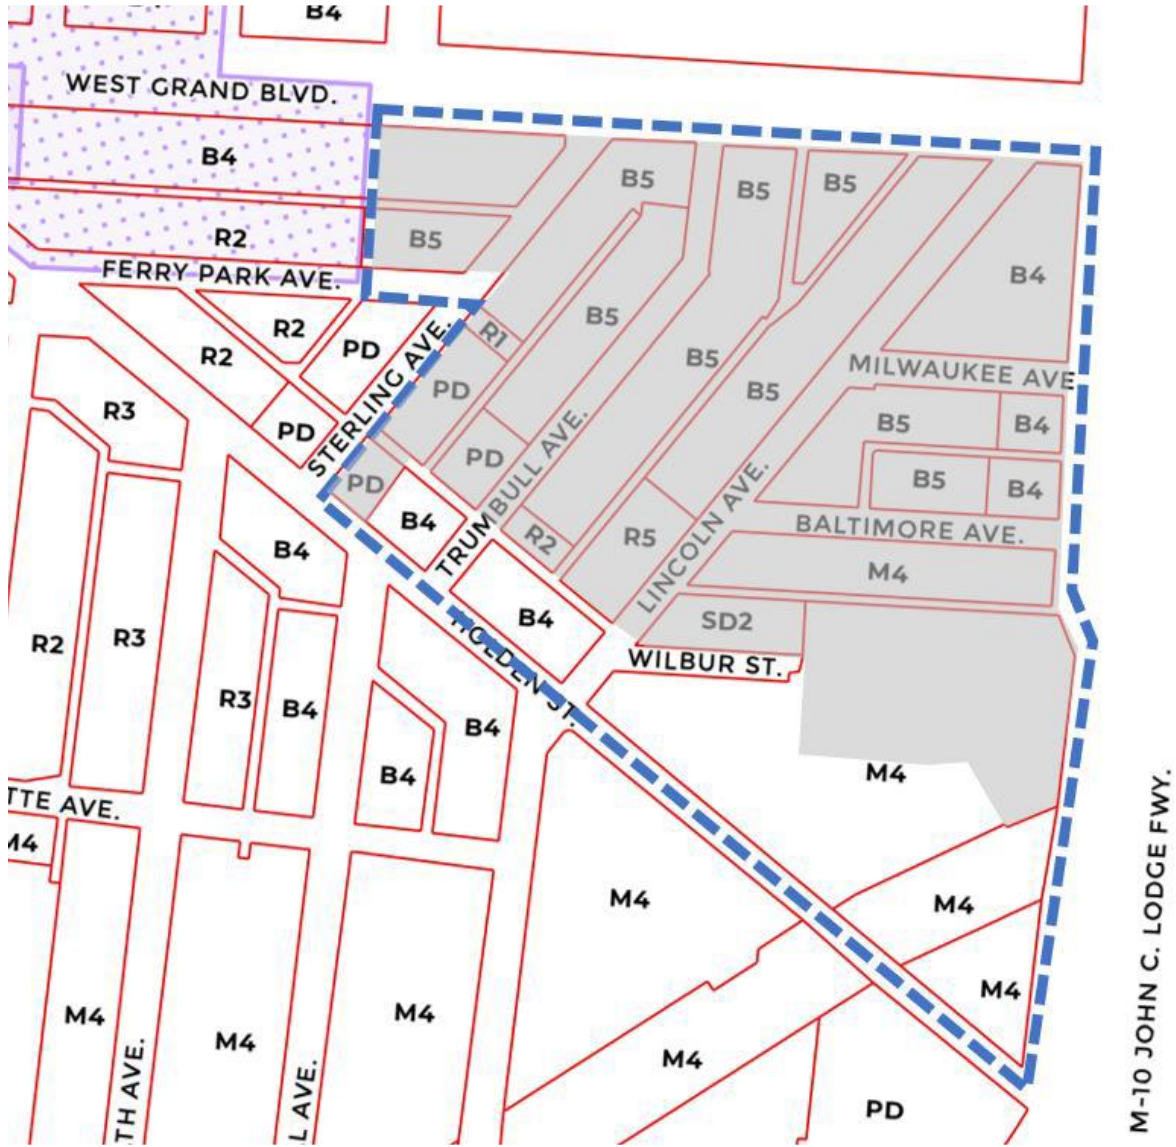 B4
WEST GRAND BLVD.
B4
B5
B5
B5
R2
B5
FERRY PARK AVE.
B4
R2
R1
B5
R2
PD
STERLING AVE.
B5
MILWAUKEE AVE
R3
PD
B5
B5
B4
PD
TRUMBULL AVE.
PD
PD
B5
B4
LINCOLN AVE.
B4
R2
R5
BALTIMORE AVE.
B4
M4
R2
R3
B4
SD2
HOLDEN ST.
WILBUR ST.
R3
B4
B4
B4
M4
TTE AVE.
M4
M4
M4
M-10 JOHN C. LODGE FWY.
M4
M4
M4
M4
M4
PD
TH AVE.
L AVE.